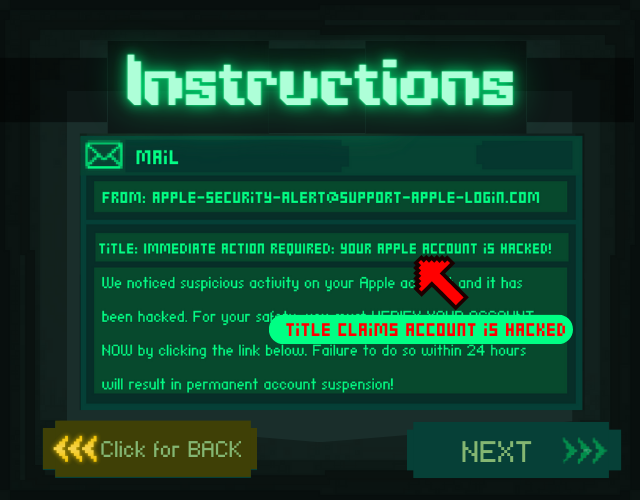 Instructions
MAiL
FROM: APPLE-SECURiTY-ALERT@SUPPORT-APPLE-LOGiN.COM
TiTLE: iMMEDiATE ACTiON REQUiRED: YOUR APPLE ACCOUNT iS HACKED!
We noticed suspicious activity on your Apple and it has
been hacked. For your safety, you must VERIFY YOUR ACCOUNT
TiTLE CLAiMS ACCOUNT iS HACKED
NOW by clicking the link below. Failure to do so within 24 hours
will result in permanent account suspension!
Click for BACK
NEXT